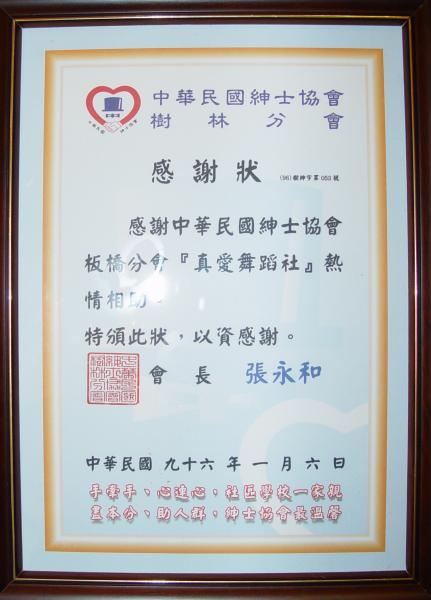 中華民國紳士協會
樹林分會
感謝狀 (96)樹紳字第053號
感謝中華民國紳士協會
板橋分會『真愛舞蹈社』熱
情相助。
特頒此狀，以資感謝。
會長 張永和
中華民國 九十六 年 一 月 六 日
手牽手、心連心，社區學校一家親
盡本分、助人群，紳士協會最溫馨